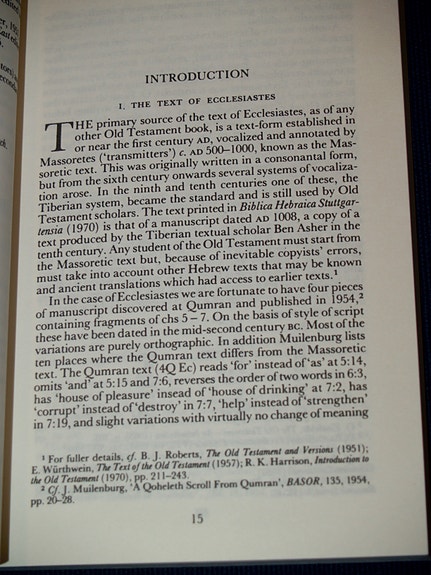 INTRODUCTION
I. THE TEXT OF ECCLESIASTES
THE primary source of the text of Ecclesiastes, as of any
other Old Testament book, is a text-form established in
or near the first century AD, vocalized and annotated by
Massoretes ('transmitters') c. AD 500–1000, known as the Mas-
soretic text. This was originally written in a consonantal form,
but from the sixth century onwards several systems of vocaliza-
tion arose. In the ninth and tenth centuries one of these, the
Tiberian system, became the standard and is still used by Old
Testament scholars. The text printed in Biblica Hebraica Stuttgar-
tensia (1970) is that of a manuscript dated AD 1008, a copy of a
text produced by the Tiberian textual scholar Ben Asher in the
tenth century. Any student of the Old Testament must start from
the Massoretic text but, because of inevitable copyists' errors,
must take into account other Hebrew texts that may be known
and ancient translations which had access to earlier texts.¹
In the case of Ecclesiastes we are fortunate to have four pieces
of manuscript discovered at Qumran and published in 1954,²
containing fragments of chs 5–7. On the basis of style of script
these have been dated in the mid-second century BC. Most of the
variations are purely orthographic. In addition Muilenburg lists
ten places where the Qumran text differs from the Massoretic
text. The Qumran text (4Q Ec) reads 'for' instead of 'as' at 5:14,
omits 'and' at 5:15 and 7:6, reverses the order of two words in 6:3,
has 'house of pleasure' insead of 'house of drinking' at 7:2, has
'corrupt' instead of 'destroy' in 7:7, 'help' instead of 'strengthen'
in 7:19, and slight variations with virtually no change of meaning
¹ For fuller details, cf. B. J. Roberts, The Old Testament and Versions (1951);
E. Würthwein, The Text of the Old Testament (1957); R. K. Harrison, Introduction to
the Old Testament (1970), pp. 211–243.
² Cf. J. Muilenburg, 'A Qoheleth Scroll From Qumran', BASOR, 135, 1954,
pp. 20–28.
15